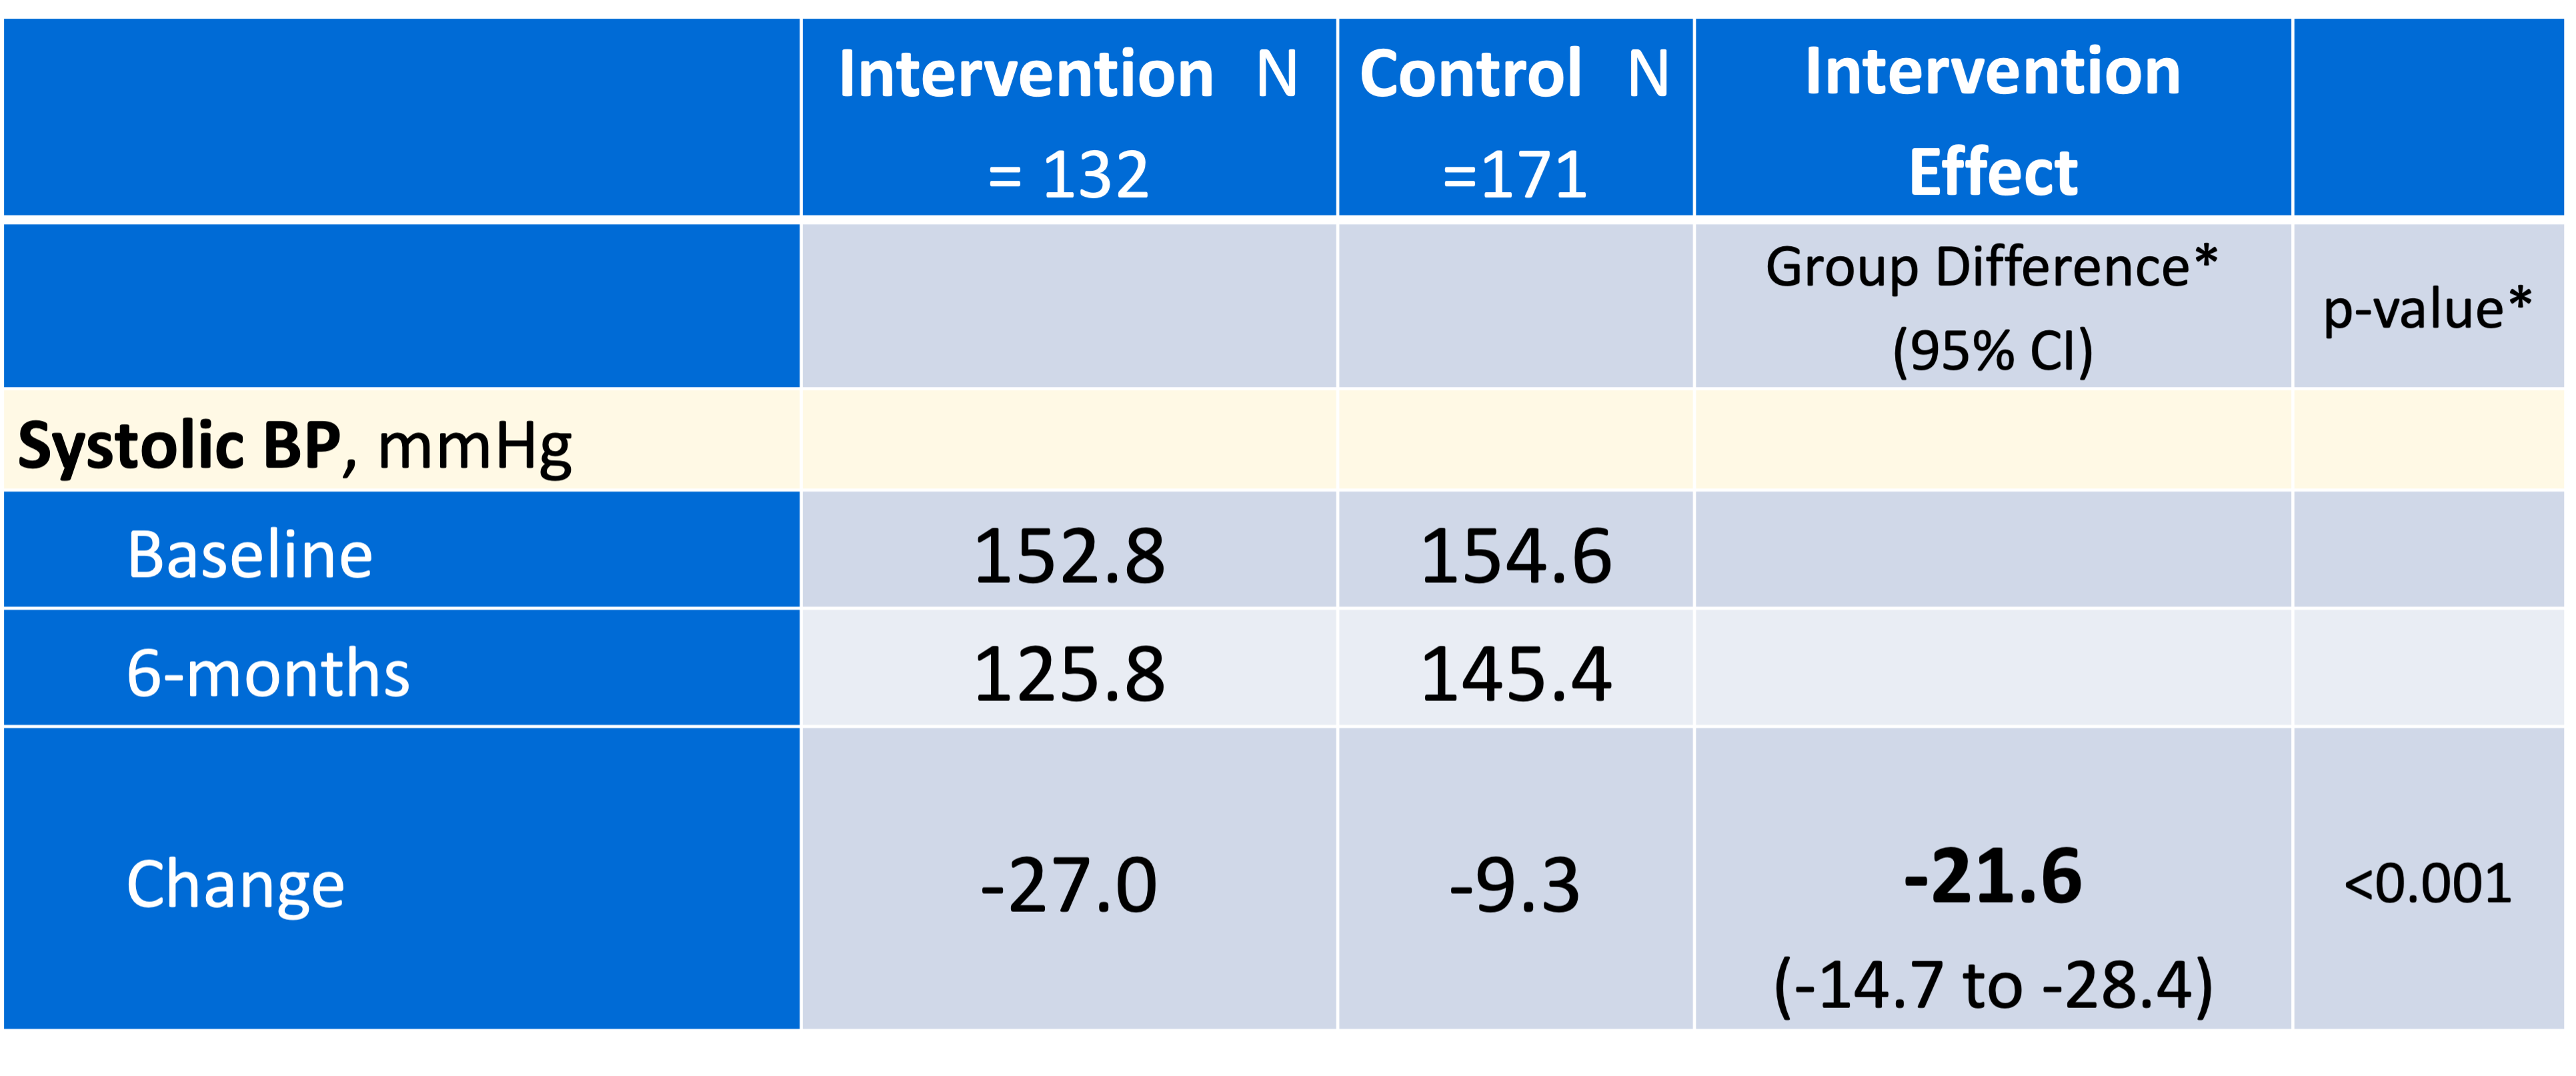 Intervention N
= 132
Control N
=171
Intervention
Effect
Group Difference*
(95% CI)
p-value*
Systolic BP, mmHg
Baseline 152.8 154.6
6-months 125.8 145.4
Change -27.0 -9.3 -21.6 <0.001
(-14.7 to -28.4)